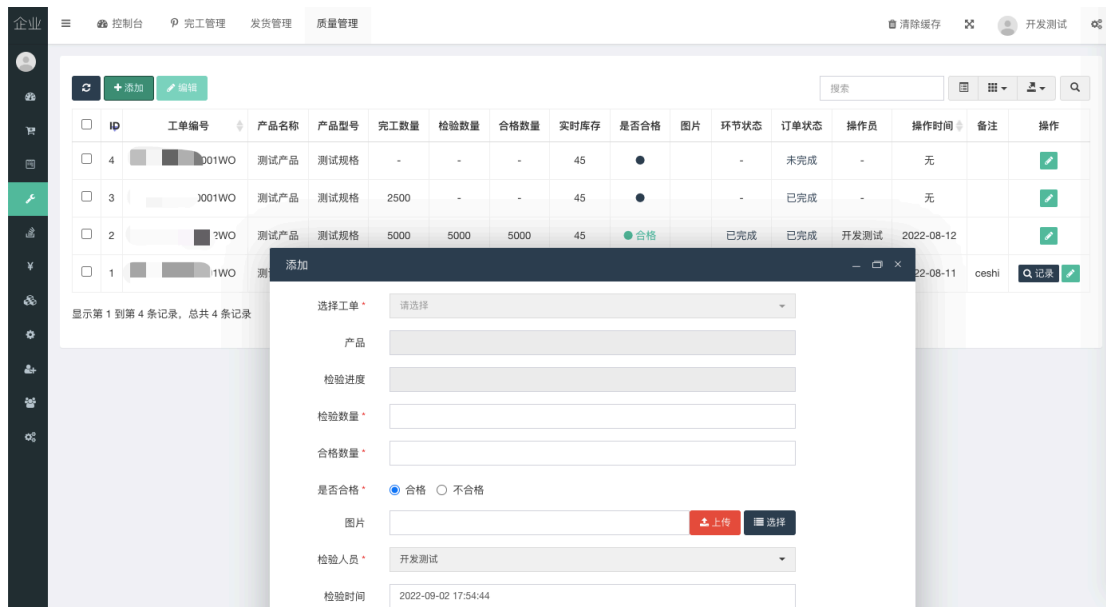 企业 控制台 完工管理 发货管理 质量管理 清除缓存 开发测试
添加 编辑 搜索
ID 工单编号 产品名称 产品型号 完工数量 检验数量 合格数量 实时库存 是否合格 图片 环节状态 订单状态 操作员 操作时间 备注 操作
4 001WO 测试产品 测试规格 - - - 45 - 未完成 - 无
3 001WO 测试产品 测试规格 2500 - - 45 - 已完成 - 无
2 2WO 测试产品 测试规格 5000 5000 5000 45 合格 已完成 已完成 开发测试 2022-08-12
1 1WO 测 22-08-11 ceshi 记录
显示第 1 到第 4 条记录，总共 4 条记录
添加
选择工单 * 请选择
产品
检验进度
检验数量 *
合格数量 *
是否合格 * 合格 不合格
图片 上传 选择
检验人员 * 开发测试
检验时间 2022-09-02 17:54:44